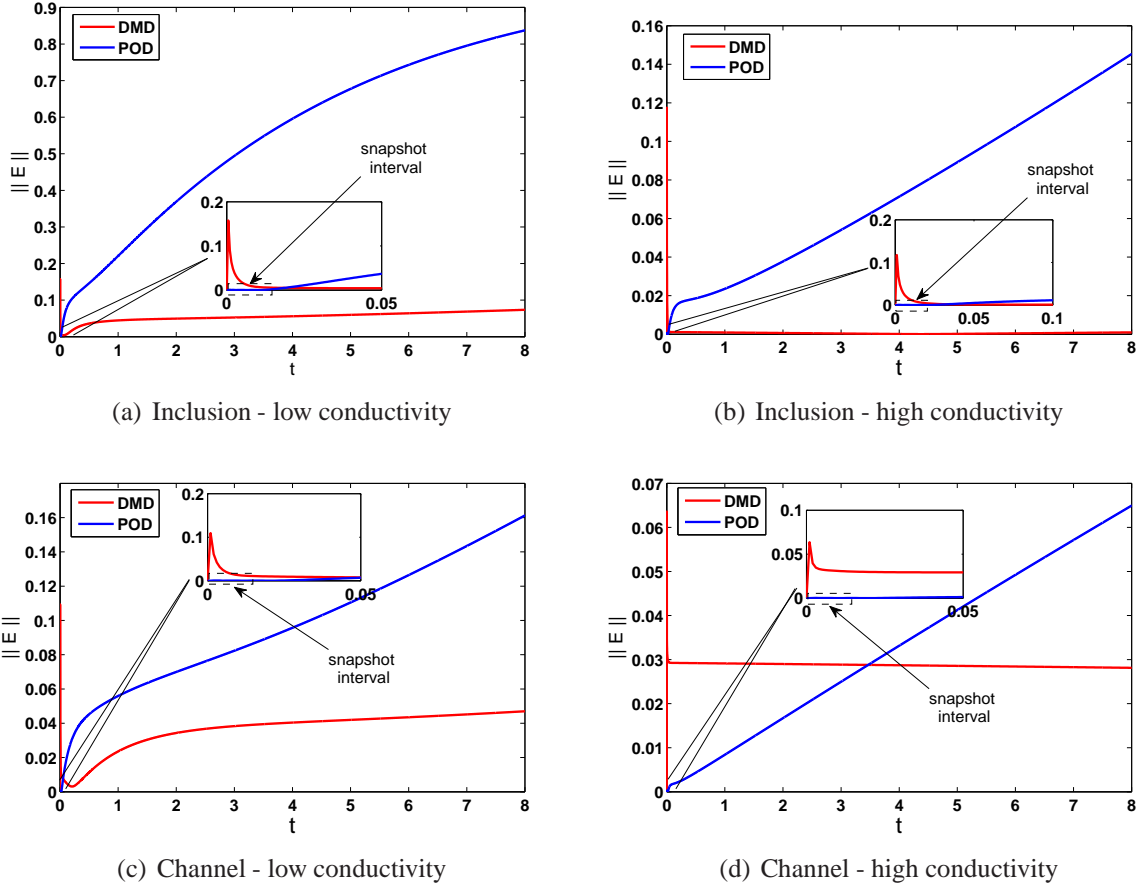 0.9
0.8
0.7
0.6
0.5
0.4
0.3
0.2
0.1
0
|| E ||
DMD
POD
snapshot
interval
0.2
0.1
0
0 0.05
0 1 2 3 4 5 6 7 8
t
(a) Inclusion - low conductivity
0.16
0.14
0.12
0.1
0.08
0.06
0.04
0.02
0
|| E ||
DMD
POD
snapshot
interval
0.2
0.1
0
0 0.05 0.1
0 1 2 3 4 5 6 7 8
t
(b) Inclusion - high conductivity
0.16
0.14
0.12
0.1
0.08
0.06
0.04
0.02
0
|| E ||
DMD
POD
0.2
0.1
0
0 0.05
snapshot
interval
0 1 2 3 4 5 6 7 8
t
(c) Channel - low conductivity
0.07
0.06
0.05
0.04
0.03
0.02
0.01
0
|| E ||
DMD
POD
0.1
0.05
0
0 0.05
snapshot
interval
0 1 2 3 4 5 6 7 8
t
(d) Channel - high conductivity